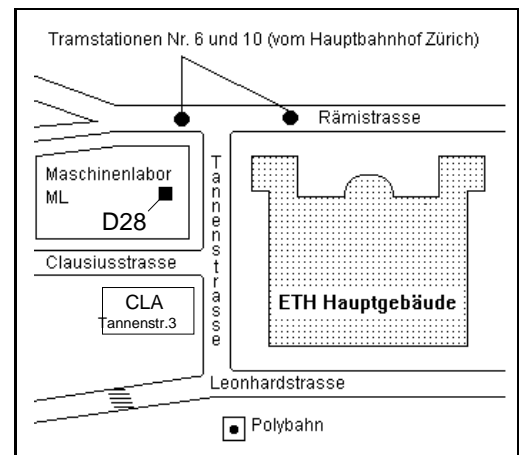 Tramstationen Nr. 6 und 10 (vom Hauptbahnhof Zürich)
Rämistrasse
Tannenstrasse
Maschinenlabor
ML
D28
Clausiusstrasse
CLA
Tannenstr.3
ETH Hauptgebäude
Leonhardstrasse
Polybahn